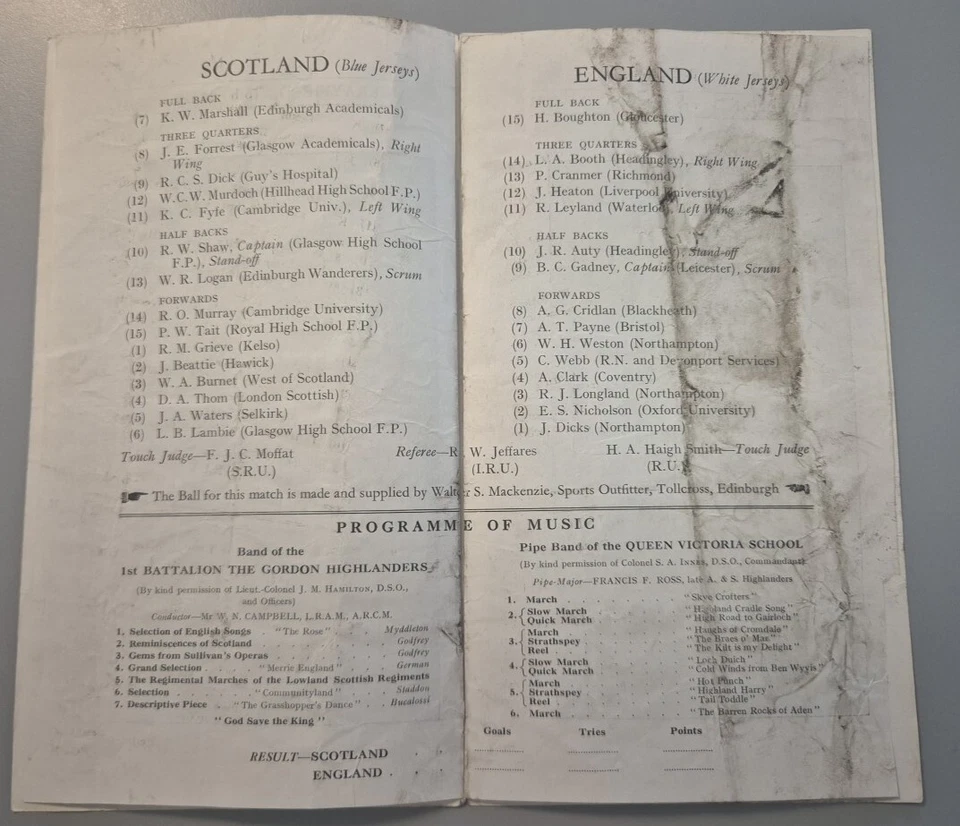 SCOTLAND (Blue Jerseys)
FULL BACK
(7) K. W. Marshall (Edinburgh Academicals)
THREE QUARTERS
(8) J. E. Forrest (Glasgow Academicals), Right
Wing
(9) R. C. S. Dick (Guy's Hospital)
(12) W.C.W. Murdoch (Hillhead High School F.P.)
(11) K. C. Fyfe (Cambridge Univ.), Left Wing
HALF BACKS
(10) R. W. Shaw, Captain (Glasgow High School
F.P.), Stand-off
(13) W. R. Logan (Edinburgh Wanderers), Scrum
FORWARDS
(14) R. O. Murray (Cambridge University)
(15) P. W. Tait (Royal High School F.P.)
(1) R. M. Grieve (Kelso)
(2) J. Beattie (Hawick)
(3) W. A. Burnet (West of Scotland)
(4) D. A. Thom (London Scottish)
(5) J. A. Waters (Selkirk)
(6) L. B. Lambie (Glasgow High School F.P.)
ENGLAND (White Jerseys)
FULL BACK
(15) H. Boughton (Gloucester)
THREE QUARTERS
(14) L. A. Booth (Headingley), Right Wing
(13) P. Cranmer (Richmond)
(12) J. Heaton (Liverpool University)
(11) R. Leyland (Waterloo), Left Wing
HALF BACKS
(10) J. R. Auty (Headingley), Stand-off
(9) B. C. Gadney, Captain (Leicester), Scrum
FORWARDS
(8) A. G. Cridlan (Blackheath)
(7) A. T. Payne (Bristol)
(6) W. H. Weston (Northampton)
(5) C. Webb (R.N. and Devonport Services)
(4) A. Clark (Coventry)
(3) R. J. Longland (Northampton)
(2) E. S. Nicholson (Oxford University)
(1) J. Dicks (Northampton)
Touch Judge—F. J. C. Moffat Referee—R. W. Jeffares H. A. Haigh Smith—Touch Judge
(S.R.U.) (I.R.U.) (R.U.)
The Ball for this match is made and supplied by Walter S. Mackenzie, Sports Outfitter, Tollcross, Edinburgh
PROGRAMME OF MUSIC
Band of the
1st BATTALION THE GORDON HIGHLANDERS
(By kind permission of Lieut.-Colonel J. M. HAMILTON, D.S.O.,
and Officers)
Conductor—Mr W. N. CAMPBELL, L.R.A.M., A.R.C.M.
1. Selection of English Songs . "The Rose" . . Myddleton
2. Reminiscences of Scotland . . . . . Godfrey
3. Gems from Sullivan's Operas . . . . Godfrey
4. Grand Selection . . . "Merrie England" . . . German
5. The Regimental Marches of the Lowland Scottish Regiments
6. Selection . . . . . "Communityland" . . Staddon
7. Descriptive Piece . "The Grasshopper's Dance" . Bucalossi
"God Save the King"
Pipe Band of the QUEEN VICTORIA SCHOOL
(By kind permission of Colonel S. A. INNES, D.S.O., Commandant)
Pipe-Major—FRANCIS F. ROSS, late A. & S. Highlanders
1. March . . . . . "Skye Crofters"
2. { Slow March . . . . . "Highland Cradle Song"
Quick March . . . . . "High Road to Gairloch"
3. { March . . . . . "Haughs of Cromdale"
Strathspey . . . . . "The Braes o' Mar"
Reel . . . . . "The Kilt is my Delight"
4. { Slow March . . . . . "Loch Duich"
Quick March . . . . "Cold Winds from Ben Wyvis"
5. { March . . . . . "Hot Punch"
Strathspey . . . . . "Highland Harry"
Reel . . . . . "Tail Toddle"
6. March . . . . . "The Barren Rocks of Aden"
Goals Tries Points
RESULT—SCOTLAND . .
ENGLAND . . .